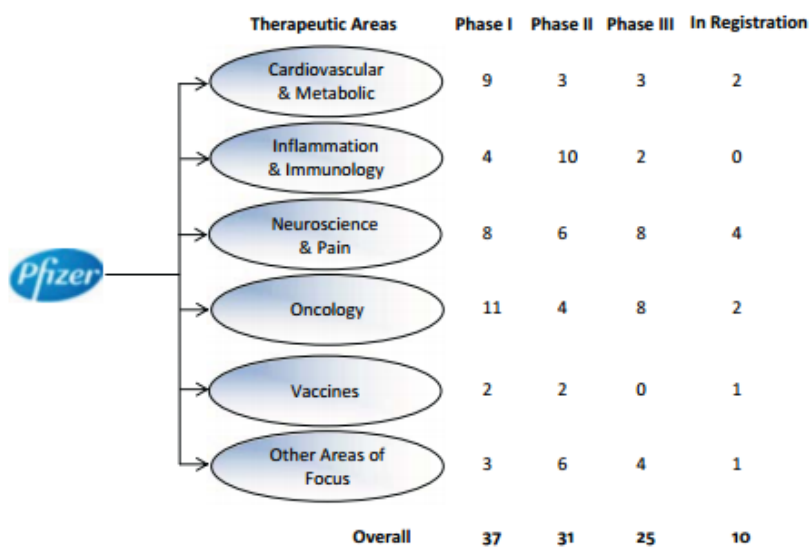 Therapeutic Areas Phase I Phase II Phase III In Registration
Cardiovascular
& Metabolic 9 3 3 2
Inflammation
& Immunology 4 10 2 0
Neuroscience
& Pain 8 6 8 4
Pfizer
Oncology 11 4 8 2
Vaccines 2 2 0 1
Other Areas of
Focus 3 6 4 1
Overall 37 31 25 10